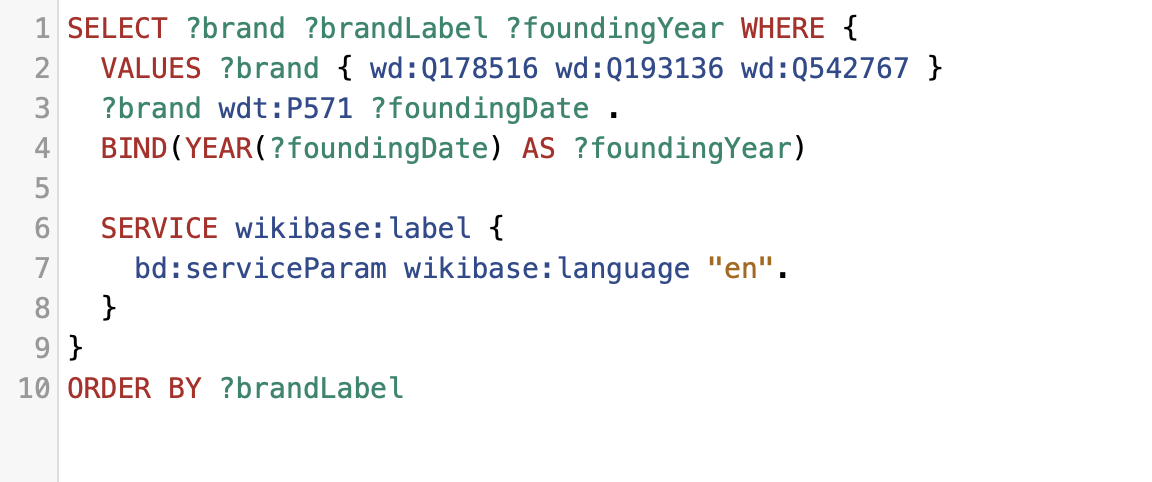 1 SELECT ?brand ?brandLabel ?foundingYear WHERE {
2   VALUES ?brand { wd:Q178516 wd:Q193136 wd:Q542767 }
3   ?brand wdt:P571 ?foundingDate .
4   BIND(YEAR(?foundingDate) AS ?foundingYear)
5
6   SERVICE wikibase:label {
7     bd:serviceParam wikibase:language "en".
8   }
9 }
10 ORDER BY ?brandLabel